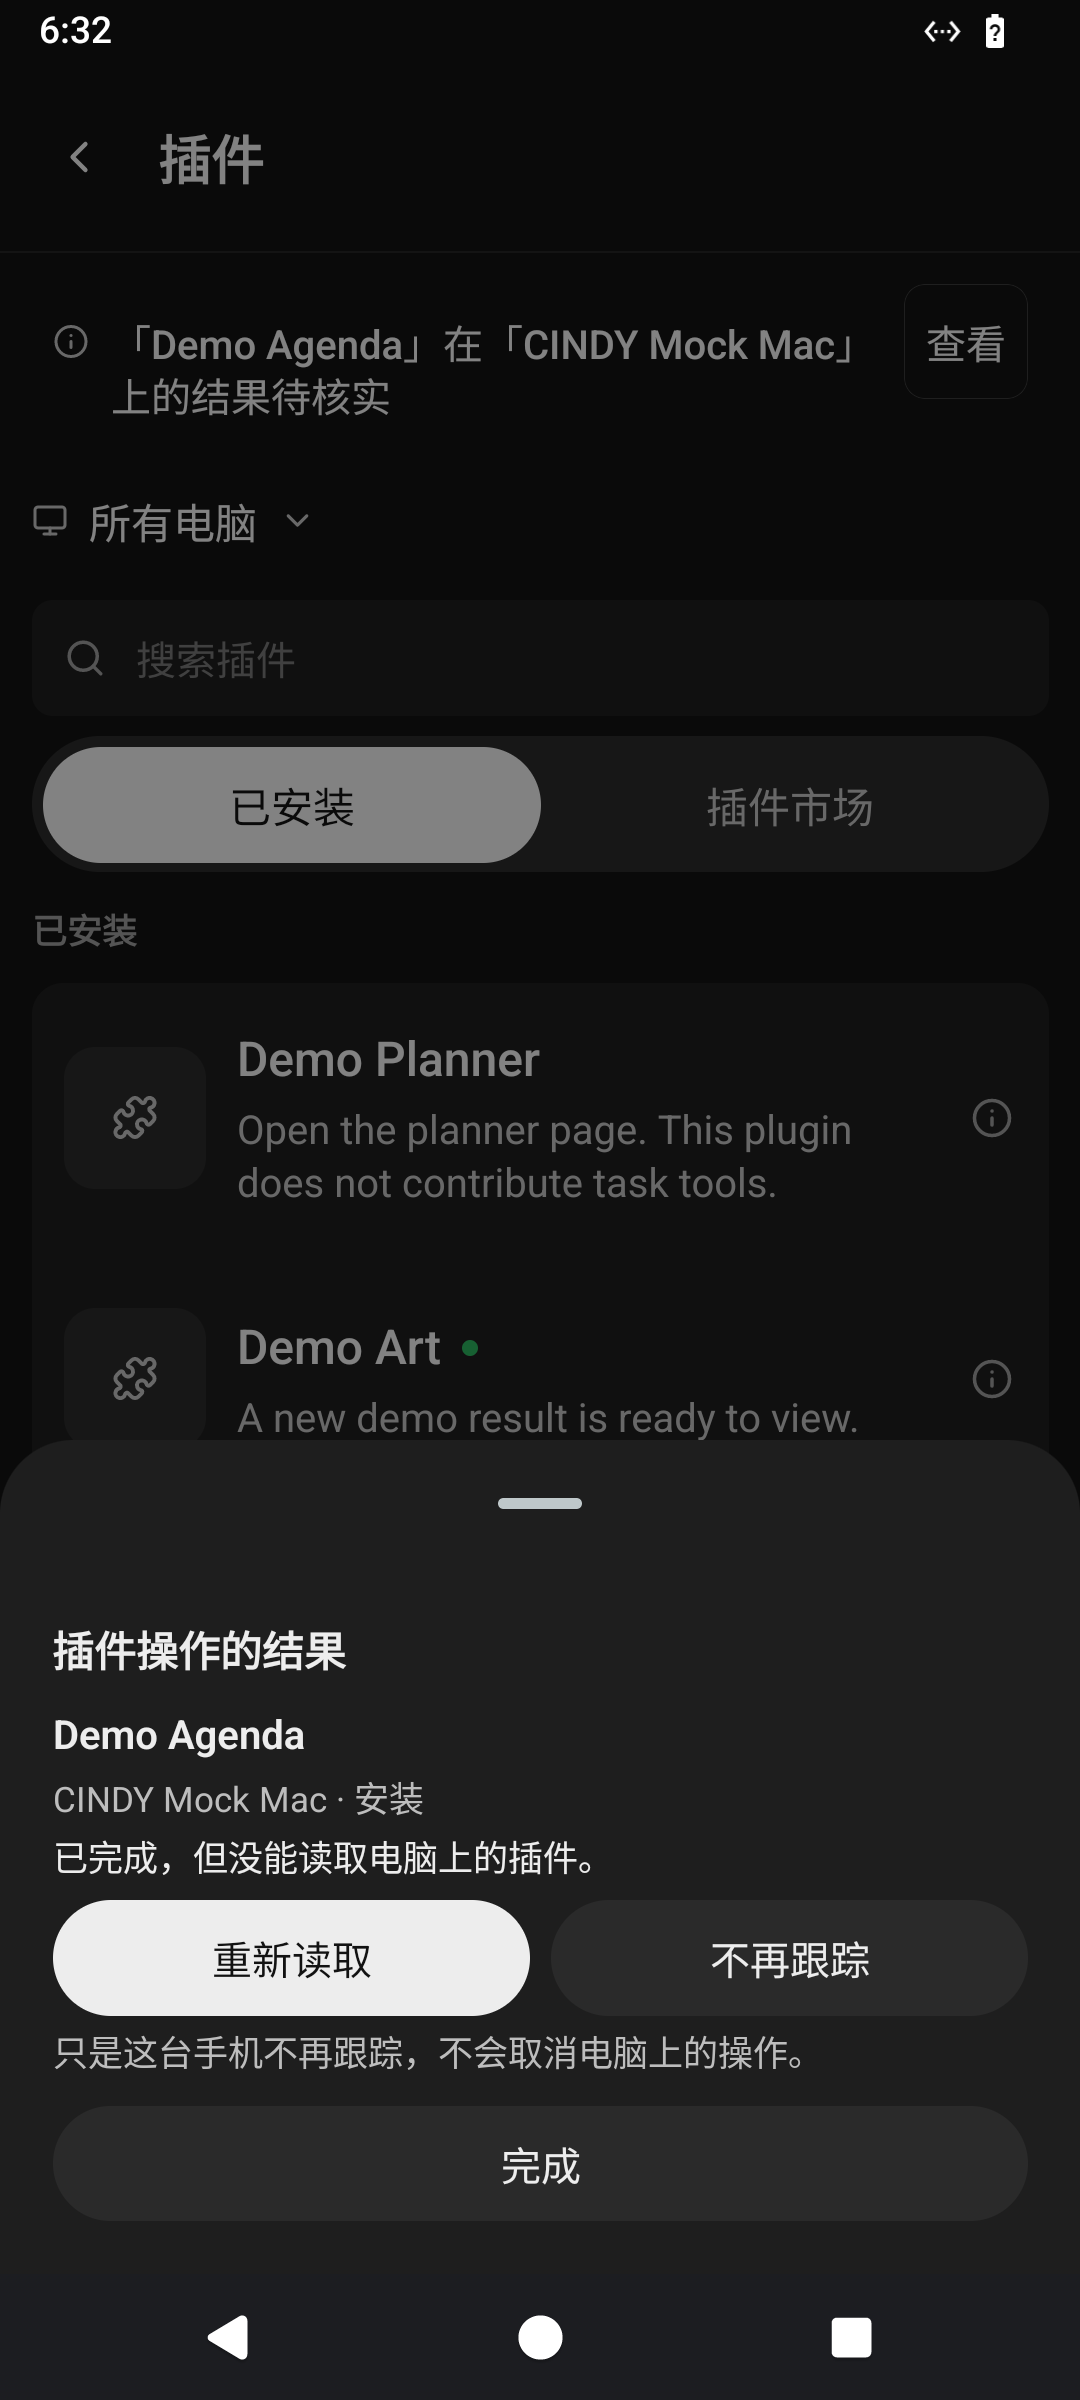 6:32
插件
「Demo Agenda」在「CINDY Mock Mac」
上的结果待核实
查看
所有电脑
搜索插件
已安装
插件市场
已安装
Demo Planner
Open the planner page. This plugin
does not contribute task tools.
Demo Art
A new demo result is ready to view.
插件操作的结果
Demo Agenda
CINDY Mock Mac · 安装
已完成，但没能读取电脑上的插件。
重新读取
不再跟踪
只是这台手机不再跟踪，不会取消电脑上的操作。
完成